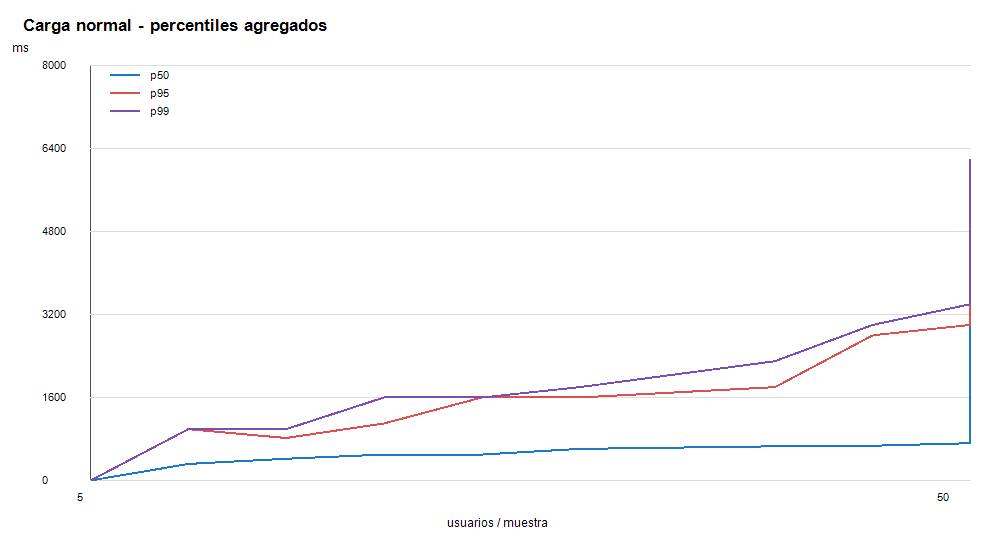 Carga normal - percentiles agregados
ms
8000
p50
p95
p99
6400
4800
3200
1600
0
5
50
usuarios / muestra